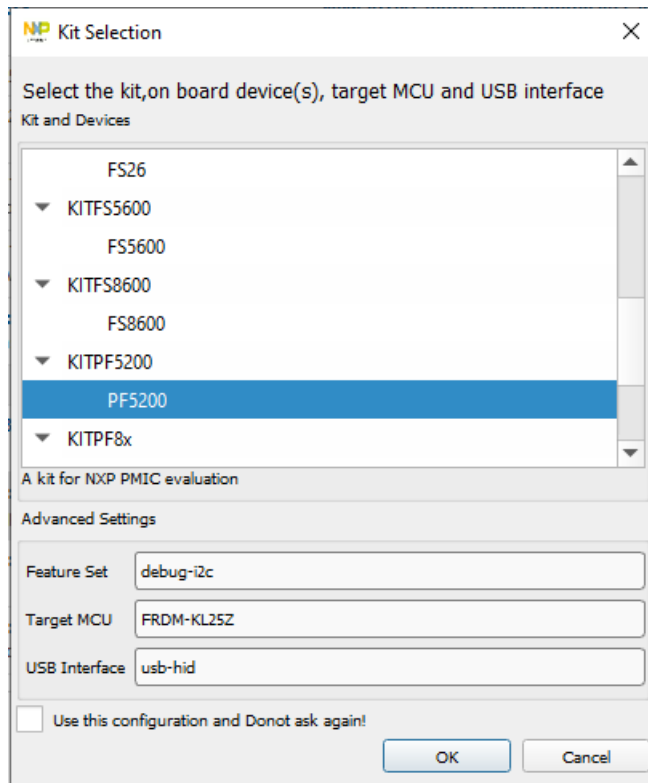 NXP Kit Selection
Select the kit,on board device(s), target MCU and USB interface
Kit and Devices
FS26
KITFS5600
FS5600
KITFS8600
FS8600
KITPF5200
PF5200
KITPF8x
A kit for NXP PMIC evaluation
Advanced Settings
Feature Set debug-i2c
Target MCU FRDM-KL25Z
USB Interface usb-hid
Use this configuration and Donot ask again!
OK Cancel